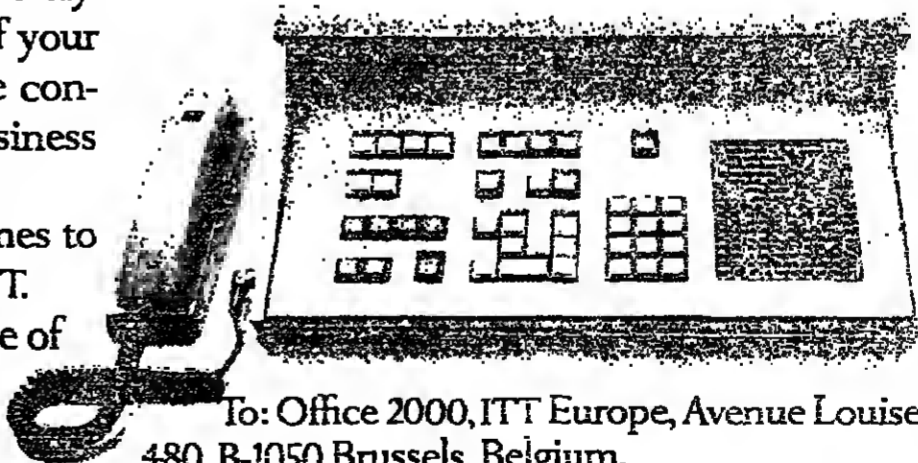 f your
e con-
siness
nes to
T.
e of
To: Office 2000, ITT Europe, Avenue Louise
480, B-1050 Brussels, Belgium.